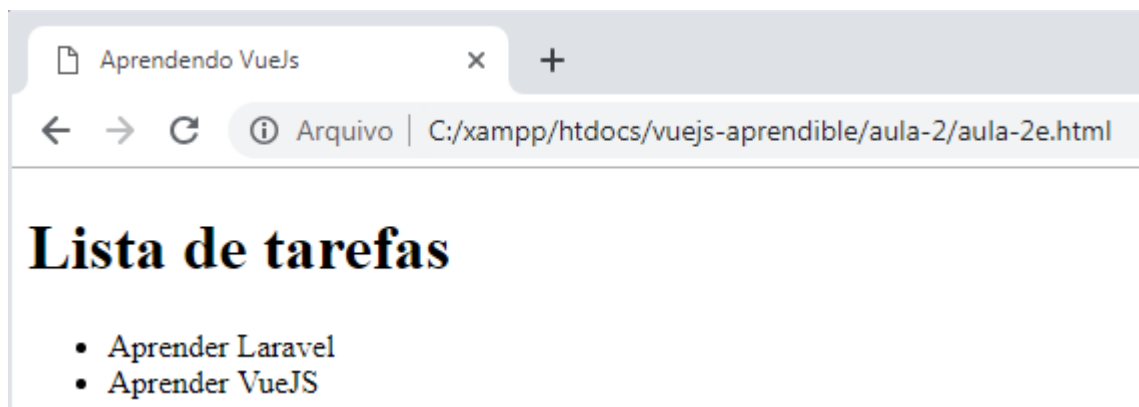 Aprendendo VueJs
Arquivo | C:/xampp/htdocs/vuejs-aprendible/aula-2/aula-2e.html
Lista de tarefas
• Aprender Laravel
• Aprender VueJS